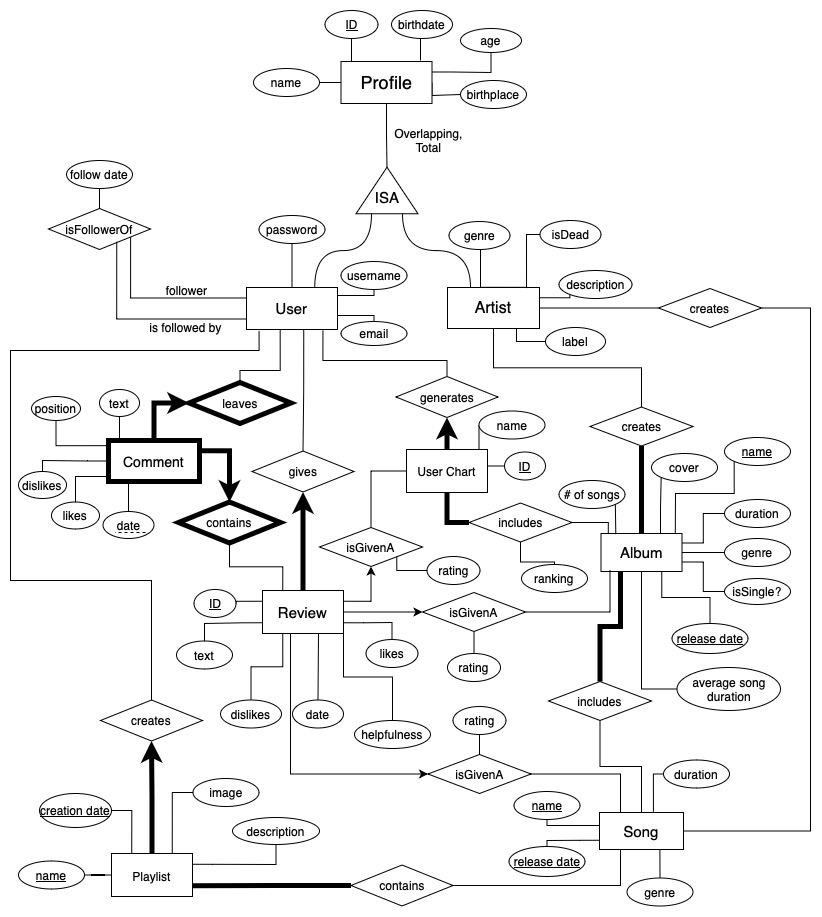 ID
birthdate
age
name
Profile
birthplace
Overlapping,
Total
follow date
ISA
isFollowerOf
password
genre
isDead
username
description
follower
User
Artist
creates
is followed by
email
label
leaves
generates
position
text
creates
name
name
Comment
User Chart
ID
cover
dislikes
gives
# of songs
duration
likes
date
contains
includes
isGivenA
Album
genre
rating
ranking
isSingle?
ID
Review
isGivenA
release date
text
likes
rating
average song
duration
dislikes
date
includes
creates
helpfulness
rating
isGivenA
duration
image
creation date
name
description
Song
release date
name
Playlist
contains
genre